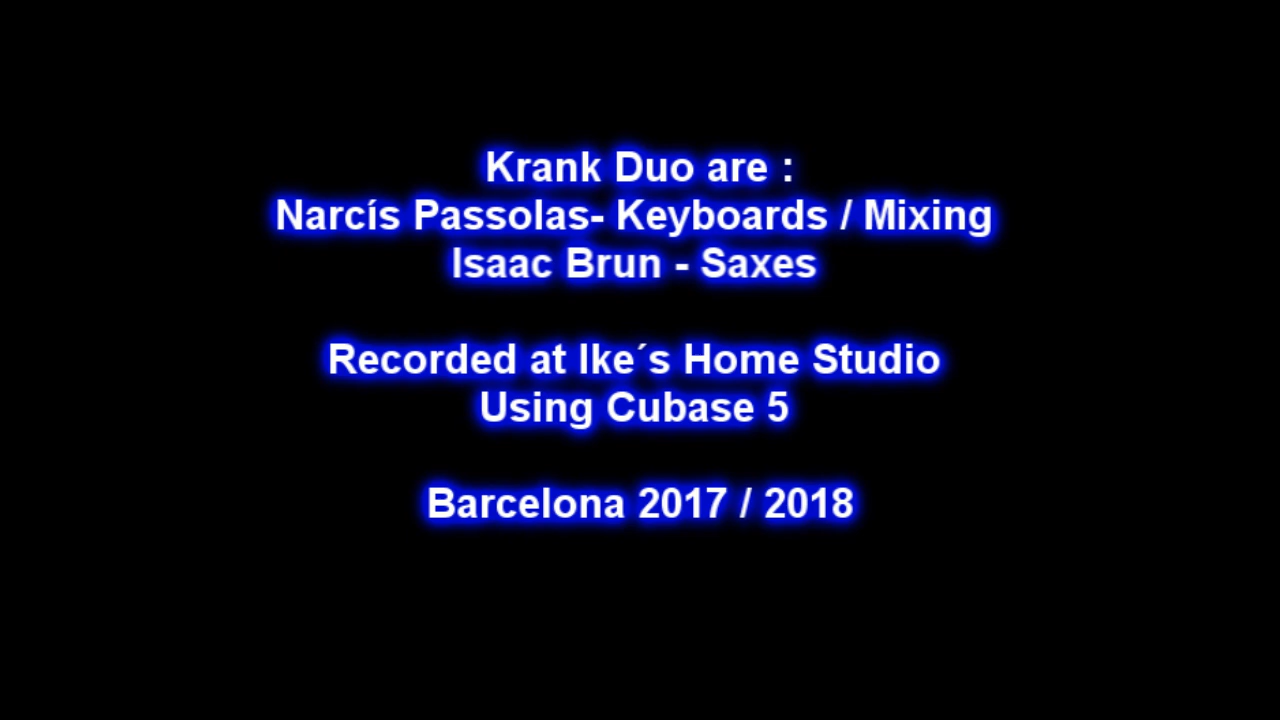 Krank Duo are :
Narcís Passolas- Keyboards / Mixing
Isaac Brun - Saxes
Recorded at Ike´s Home Studio
Using Cubase 5
Barcelona 2017 / 2018